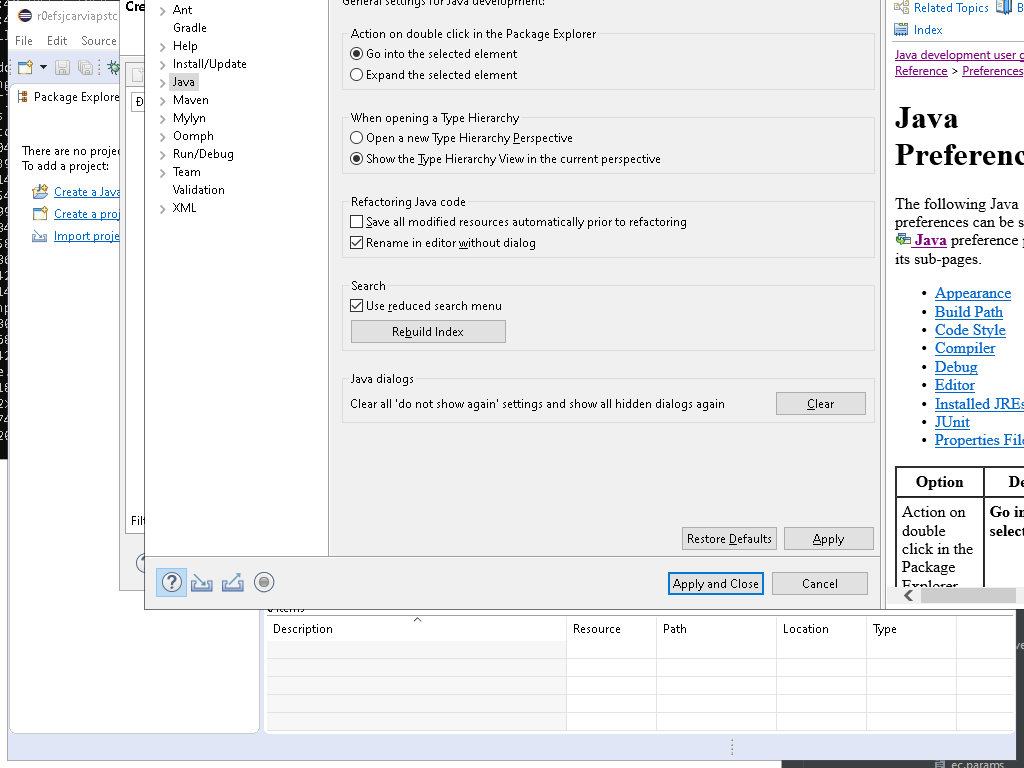 r0efsjcarviapstc
File Edit Source
Package Explore
There are no projec
To add a project:
Create a Java
Create a proj
Import proje
Cre
Ant
Gradle
Help
Install/Update
Java
Maven
Mylyn
Oomph
Run/Debug
Team
Validation
XML
General settings for Java development:
Action on double click in the Package Explorer
Go into the selected element
Expand the selected element
When opening a Type Hierarchy
Open a new Type Hierarchy Perspective
Show the Type Hierarchy View in the current perspective
Refactoring Java code
Save all modified resources automatically prior to refactoring
Rename in editor without dialog
Search
Use reduced search menu
Rebuild Index
Java dialogs
Clear all 'do not show again' settings and show all hidden dialogs again
Clear
Restore Defaults Apply
Apply and Close Cancel
Related Topics B
Index
Java development user g
Reference > Preferences
Java
Preferenc
The following Java
preferences can be s
Java preference p
its sub-pages.
• Appearance
• Build Path
• Code Style
• Compiler
• Debug
• Editor
• Installed JREs
• JUnit
• Properties File
Option De
Action on Go in
double select
click in the
Package
Explorer
Filt
Description Resource Path Location Type
ec.params